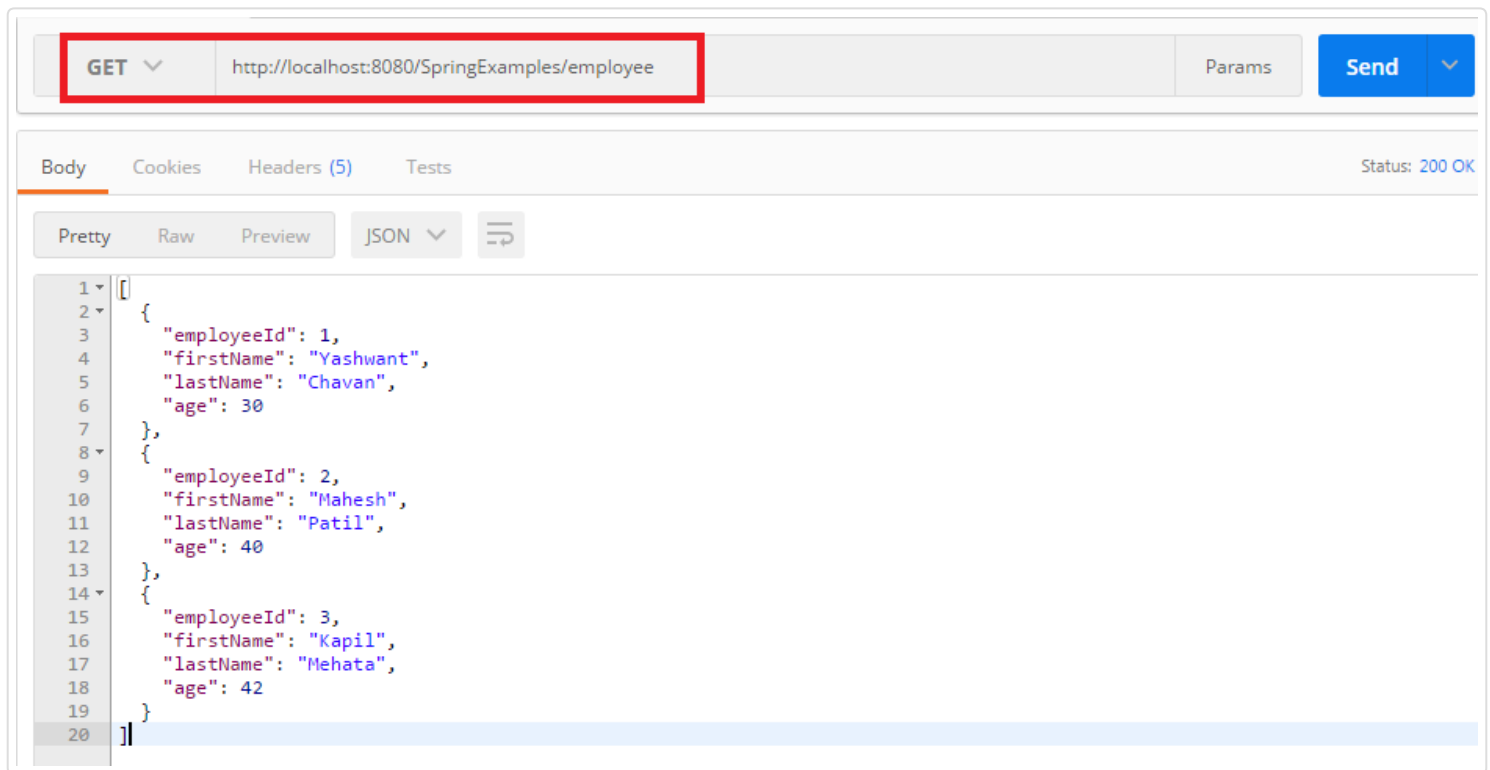 GET http://localhost:8080/SpringExamples/employee Params Send
Body Cookies Headers (5) Tests Status: 200 OK
Pretty Raw Preview JSON
1 [
2 {
3 "employeeId": 1,
4 "firstName": "Yashwant",
5 "lastName": "Chavan",
6 "age": 30
7 },
8 {
9 "employeeId": 2,
10 "firstName": "Mahesh",
11 "lastName": "Patil",
12 "age": 40
13 },
14 {
15 "employeeId": 3,
16 "firstName": "Kapil",
17 "lastName": "Mehata",
18 "age": 42
19 }
20 ]